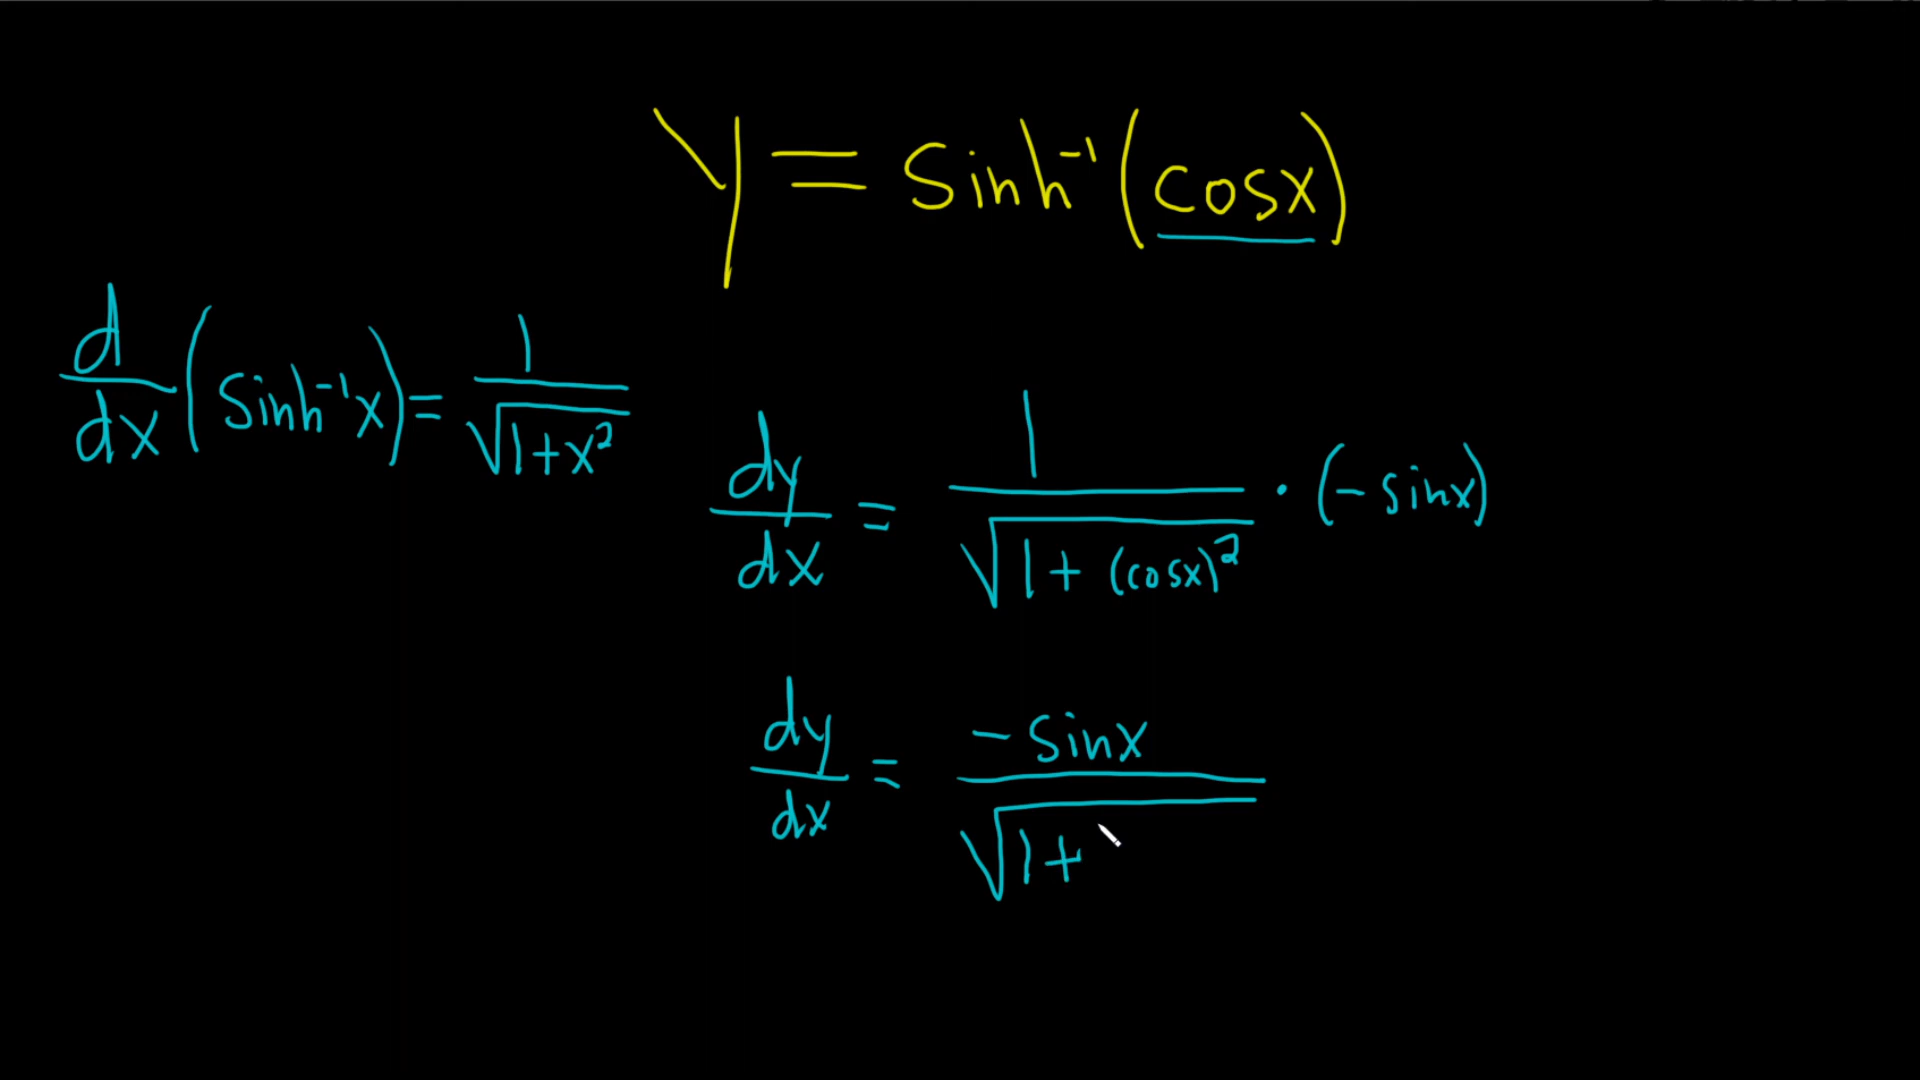 y = sinh⁻¹(cosx)
d/dx (sinh⁻¹x) = 1/√(1+x²)
dy/dx = 1/√(1+(cosx)²) · (-sinx)
dy/dx = -sinx/√(1+